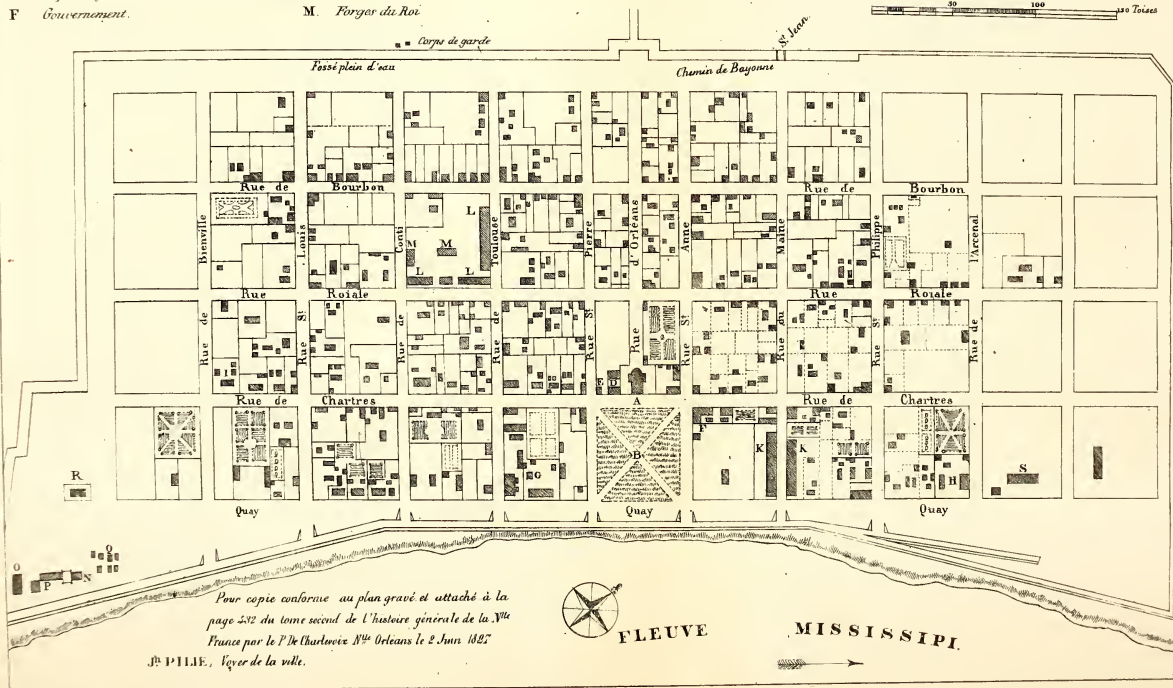 F Gouvernement.
M. Forges du Roi
50 100 150 Toises
Corps de garde
St. Jean
Fossé plein d'eau
Chemin de Bayonne
Rue de Bourbon
Rue de Bourbon
Rue de Bienville
Rue St. Louis
Rue de Conti
Rue de Toulouse
Rue St. Pierre
Rue d'Orléans
Rue St. Anne
Rue du Maine
Rue St. Philippe
Rue de l'Arcenal
L
M M
L L
Rue Roiale
Rue Roiale
I
E D
Rue de Chartres
A
Rue de Chartres
F
B
K K
G
H
R
S
Quay
Quay
Quay
O
Q
P
N
Pour copie conforme au plan gravé et attaché à la
page 432 du tome second de l'histoire générale de la Nlle
France par le P. De Charlevoix Nlle Orléans le 2 Juin 1827
Jh PILIÉ, Voyer de la ville.
FLEUVE MISSISSIPI.